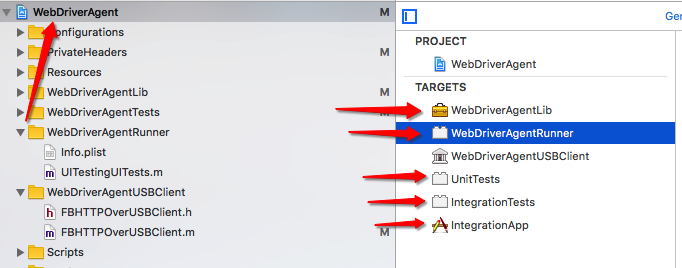 WebDriverAgent M
Configurations
PrivateHeaders M
Resources
WebDriverAgentLib M
WebDriverAgentTests M
WebDriverAgentRunner
Info.plist
m UITestingUITests.m
WebDriverAgentUSBClient
h FBHTTPOverUSBClient.h
m FBHTTPOverUSBClient.m M
Scripts
Ger
PROJECT
WebDriverAgent
TARGETS
WebDriverAgentLib
WebDriverAgentRunner
WebDriverAgentUSBClient
UnitTests
IntegrationTests
IntegrationApp